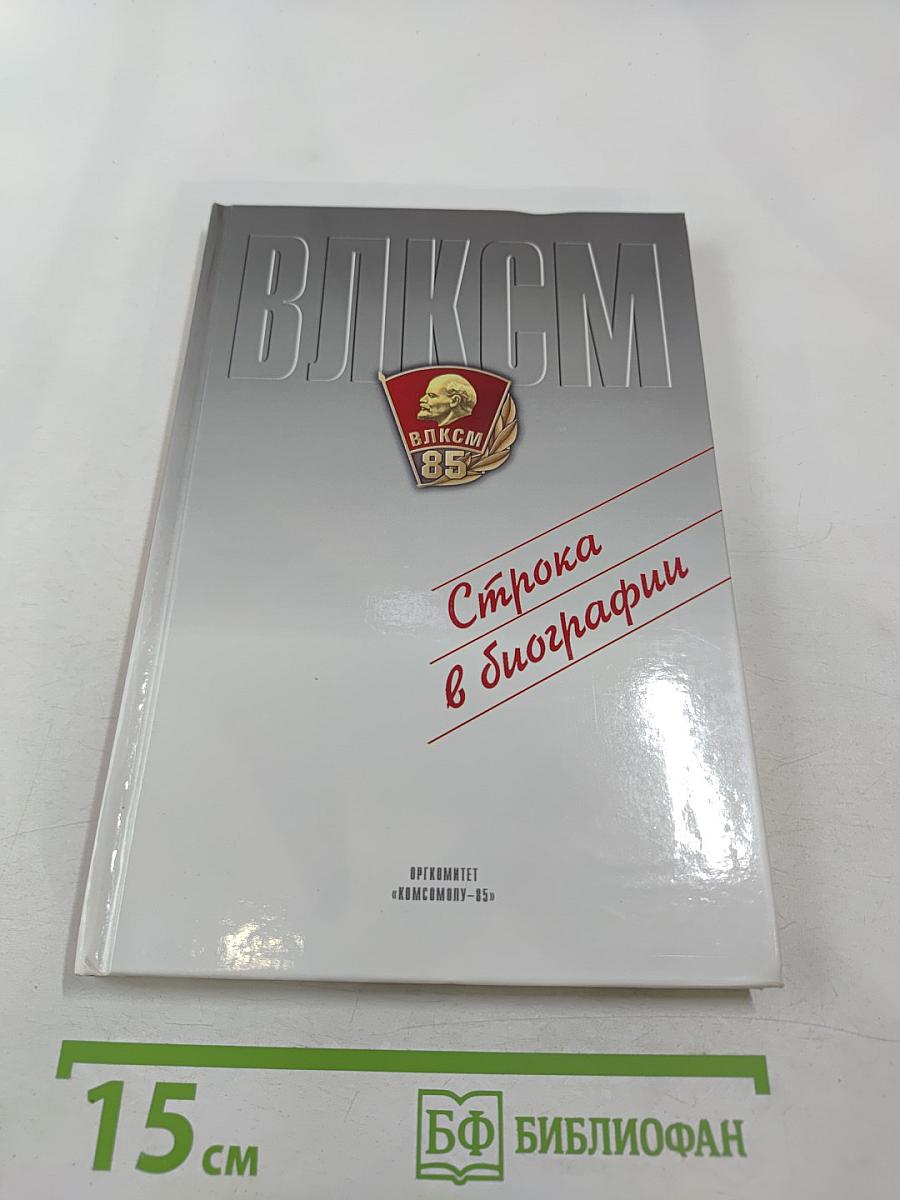 ВЛКСМ
ВЛКСМ
85
Строка
в биографии
ОРГКОМИТЕТ
«КОМСОМОЛУ–85»
15 см
БФ БИБЛИОФАН